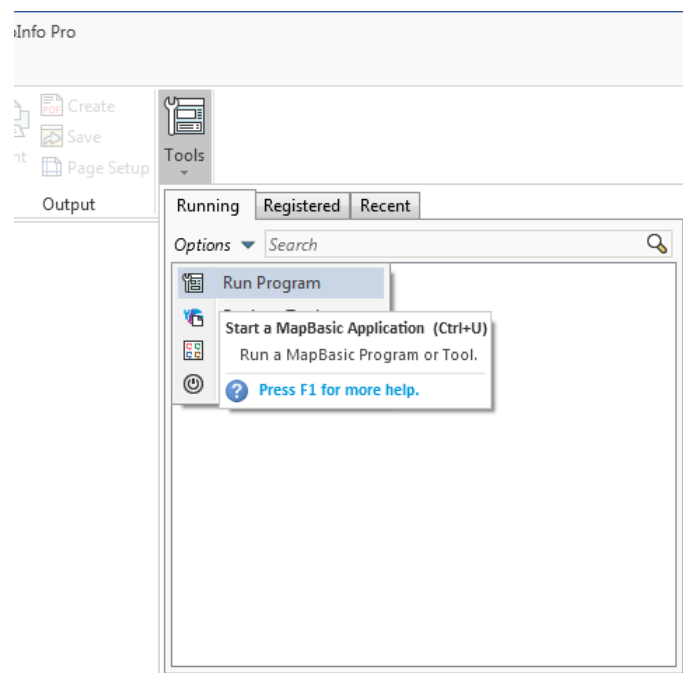 Info Pro
Create
Save
Page Setup
Output
Tools
Running Registered Recent
Options Search
Run Program
Start a MapBasic Application (Ctrl+U)
Run a MapBasic Program or Tool.
Press F1 for more help.